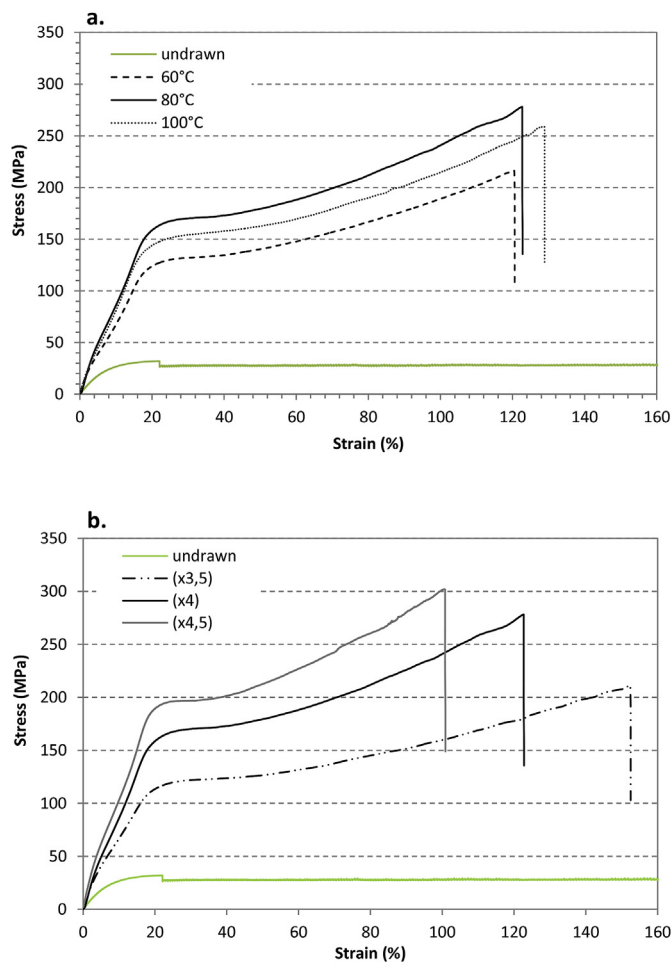 a.
350
300
250
200
150
100
50
0
Stress (MPa)
undrawn
60°C
80°C
100°C
0 20 40 60 80 100 120 140 160
Strain (%)
b.
350
300
250
200
150
100
50
0
Stress (MPa)
undrawn
(x3,5)
(x4)
(x4,5)
0 20 40 60 80 100 120 140 160
Strain (%)